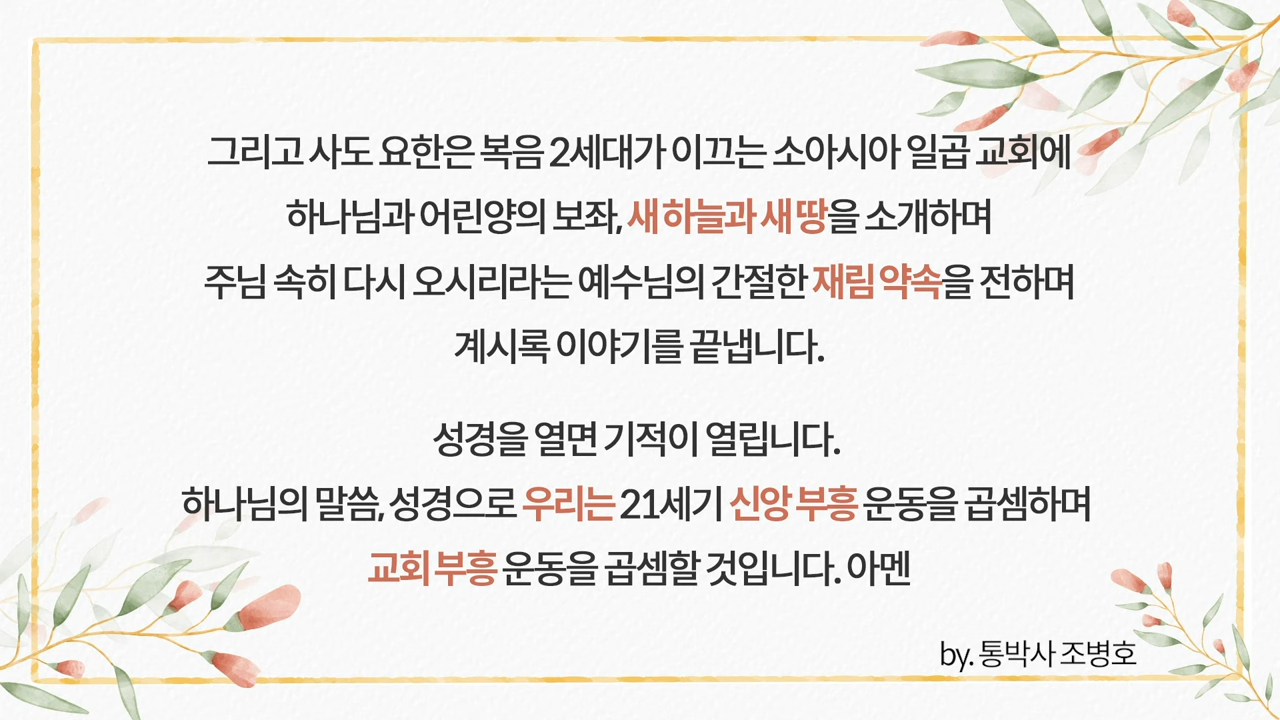 그리고 사도 요한은 복음 2세대가 이끄는 소아시아 일곱 교회에
하나님과 어린양의 보좌, 새 하늘과 새 땅을 소개하며
주님 속히 다시 오시리라는 예수님의 간절한 재림 약속을 전하며
계시록 이야기를 끝냅니다.
성경을 열면 기적이 열립니다.
하나님의 말씀, 성경으로 우리는 21세기 신앙 부흥 운동을 곱셈하며
교회 부흥 운동을 곱셈할 것입니다. 아멘
by. 통박사 조병호